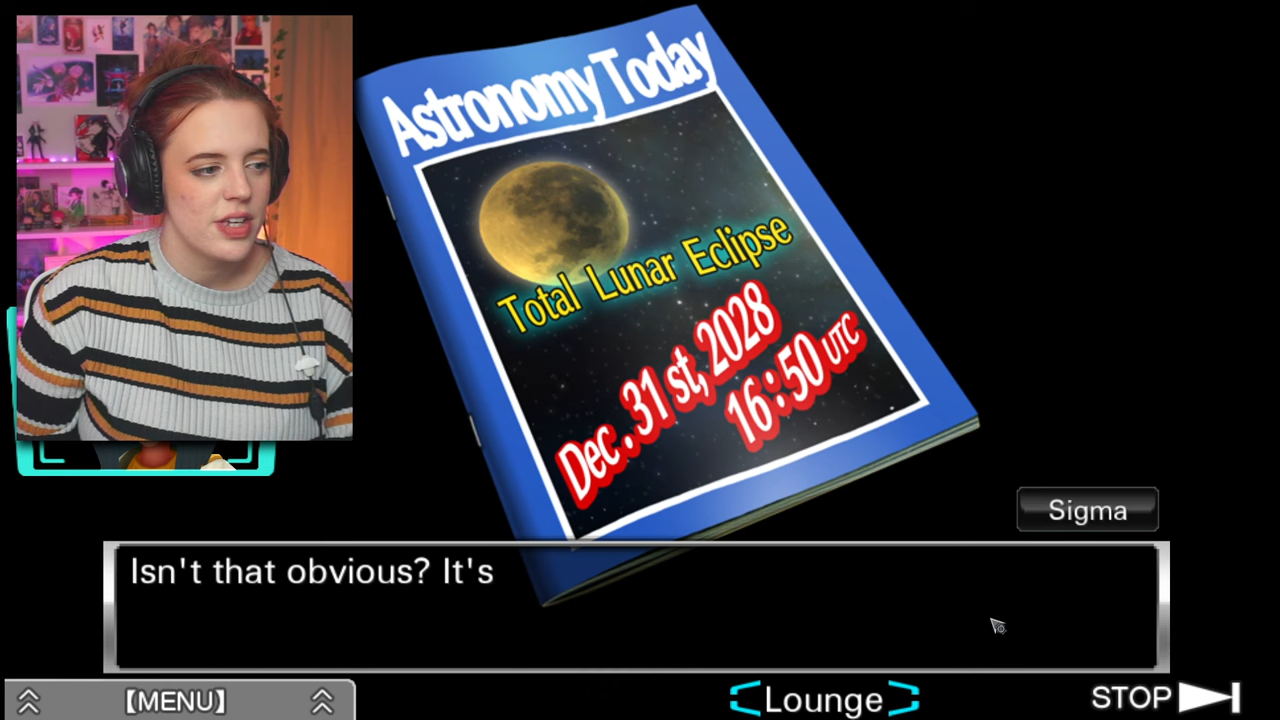 Astronomy Today
Total Lunar Eclipse
Dec. 31 st, 2028
16:50 UTC
Sigma
Isn't that obvious? It's
【MENU】
Lounge
STOP